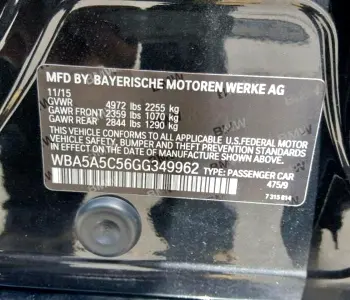 MFD BY BAYERISCHE MOTOREN WERKE AG
11/15
GVWR 4972 lbs 2255 kg
GAWR FRONT 2359 lbs 1070 kg
GAWR REAR 2844 lbs 1290 kg
THIS VEHICLE CONFORMS TO ALL APPLICABLE U.S.FEDERAL MOTOR
VEHICLE SAFETY, BUMPER AND THEFT PREVENTION STANDARDS IN
EFFECT ON THE DATE OF MANUFACTURE SHOWN ABOVE.
WBA5A5C56GG349962 TYPE: PASSENGER CAR
475/9
7 313 814